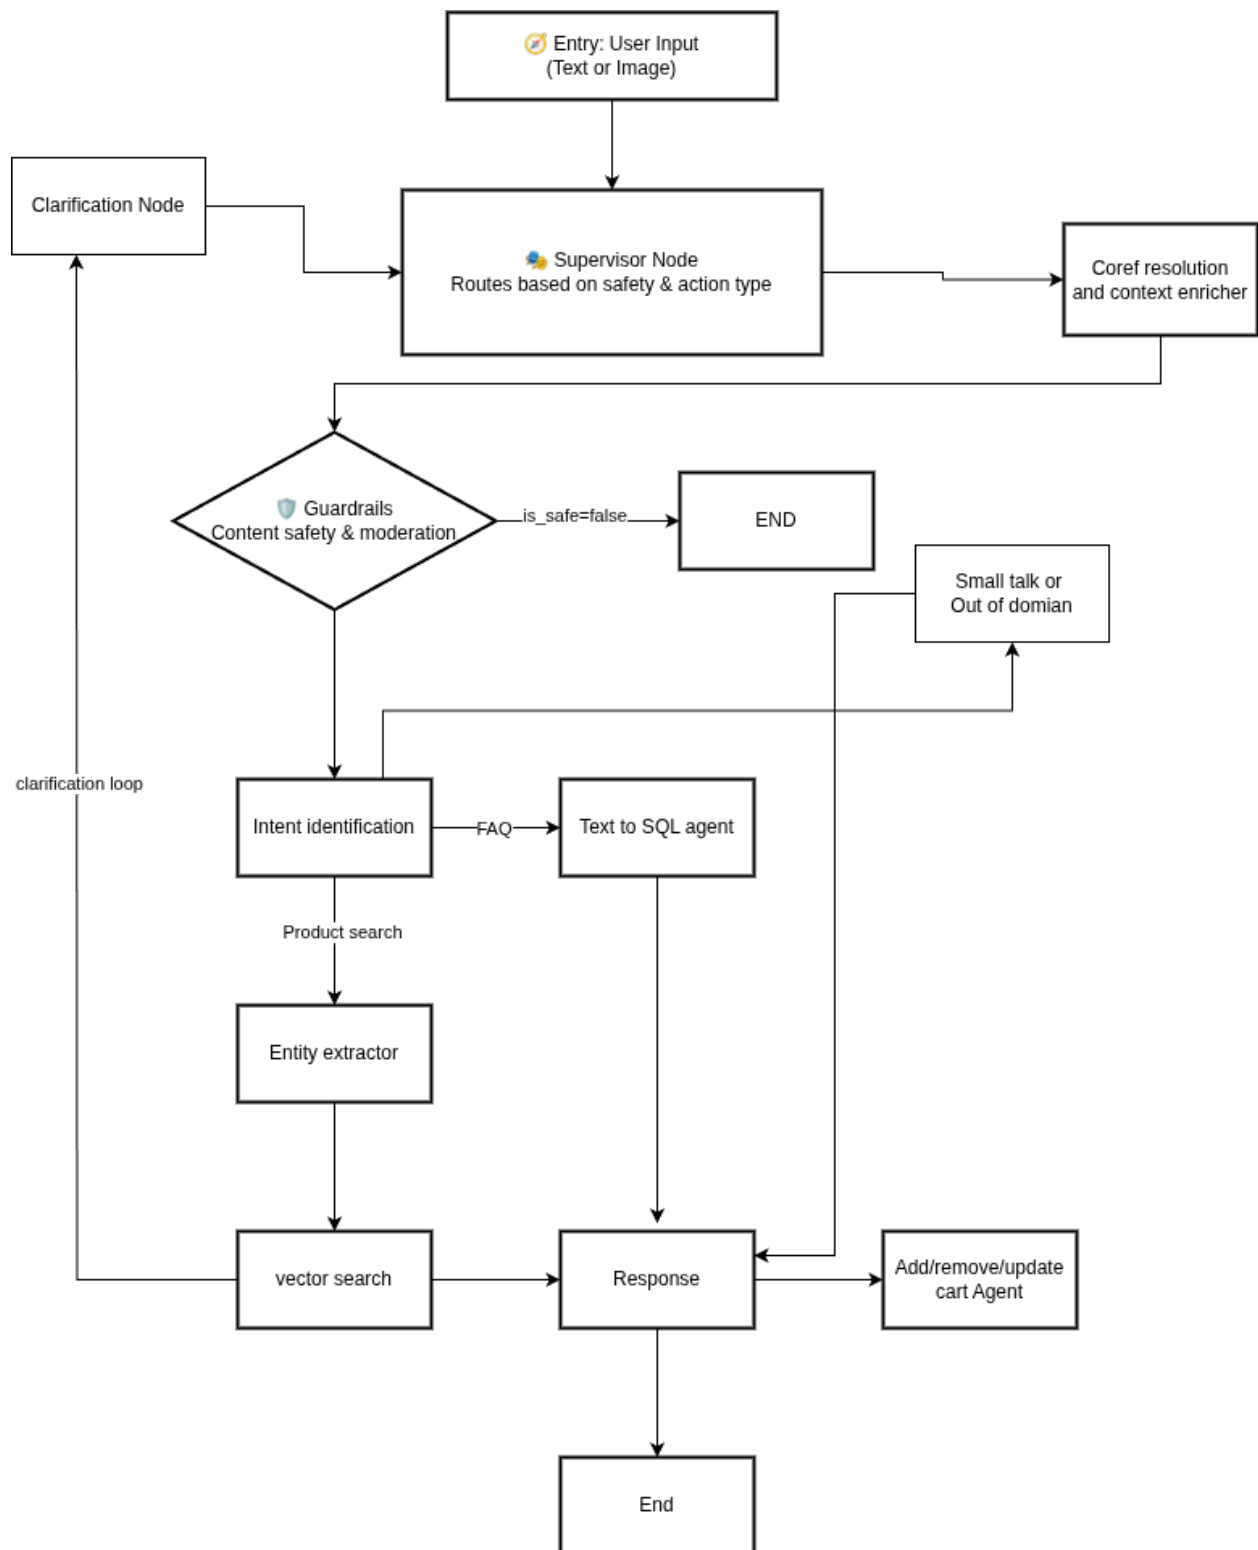 🧭 Entry: User Input
(Text or Image)
Clarification Node
🎭 Supervisor Node
Routes based on safety & action type
Coref resolution
and context enricher
🛡️ Guardrails
Content safety & moderation
is_safe=false
END
Small talk or
Out of domian
clarification loop
Intent identification
FAQ
Text to SQL agent
Product search
Entity extractor
vector search
Response
Add/remove/update
cart Agent
End